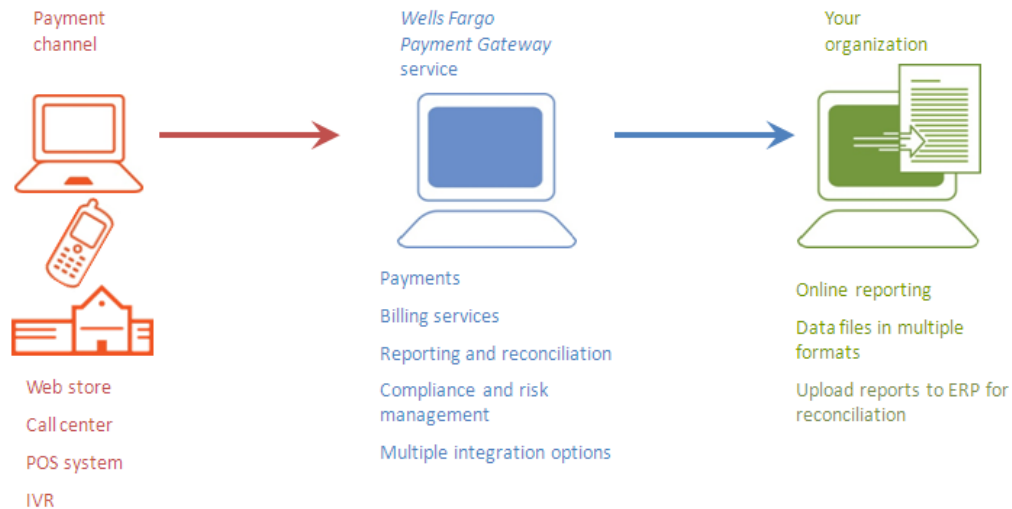 Payment
channel
Wells Fargo
Payment Gateway
service
Your
organization
Web store
Call center
POS system
IVR
Payments
Billing services
Reporting and reconciliation
Compliance and risk
management
Multiple integration options
Online reporting
Data files in multiple
formats
Upload reports to ERP for
reconciliation